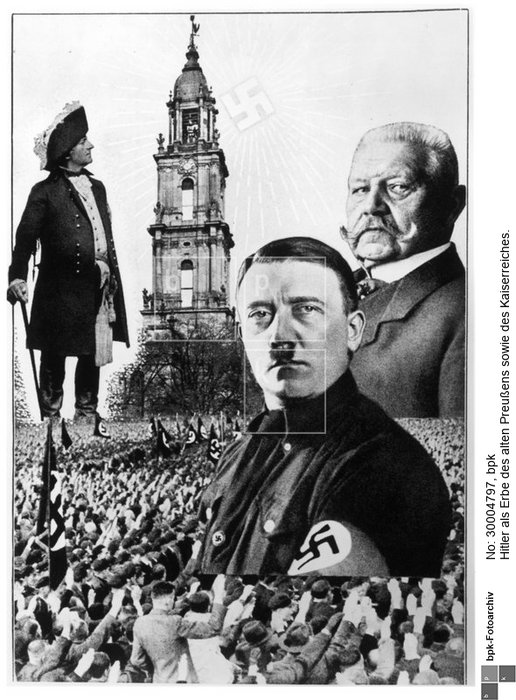 No: 30004797, bpk
Hitler als Erbe des alten Preußens sowie des Kaiserreiches.
bpk-Fotoarchiv
b p k
b p